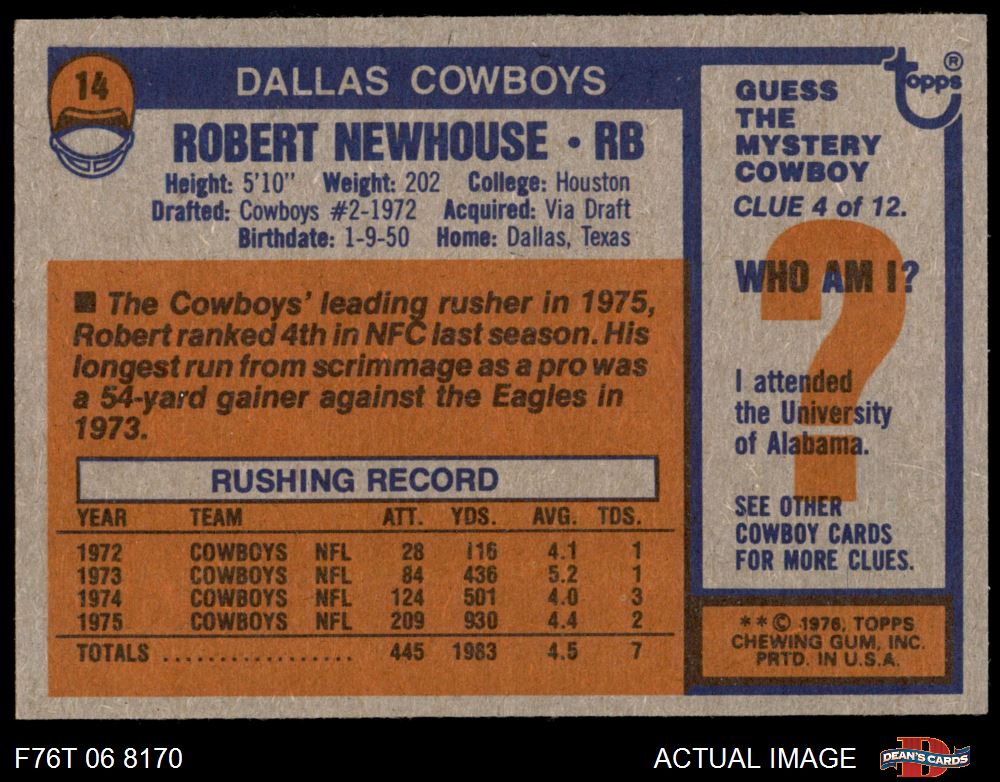 14
DALLAS COWBOYS
ROBERT NEWHOUSE • RB
Height: 5'10" Weight: 202 College: Houston
Drafted: Cowboys #2-1972 Acquired: Via Draft
Birthdate: 1-9-50 Home: Dallas, Texas
■ The Cowboys' leading rusher in 1975,
Robert ranked 4th in NFC last season. His
longest run from scrimmage as a pro was
a 54-yard gainer against the Eagles in
1973.
RUSHING RECORD
YEAR TEAM ATT. YDS. AVG. TDS.
1972 COWBOYS NFL 28 116 4.1 1
1973 COWBOYS NFL 84 436 5.2 1
1974 COWBOYS NFL 124 501 4.0 3
1975 COWBOYS NFL 209 930 4.4 2
TOTALS .................. 445 1983 4.5 7
topps ®
GUESS
THE
MYSTERY
COWBOY
CLUE 4 of 12.
?
WHO AM I?
I attended
the University
of Alabama.
SEE OTHER
COWBOY CARDS
FOR MORE CLUES.
** © 1976, TOPPS
CHEWING GUM, INC.
PRTD. IN U.S.A.
F76T 06 8170
ACTUAL IMAGE
D
DEAN'S CARDS